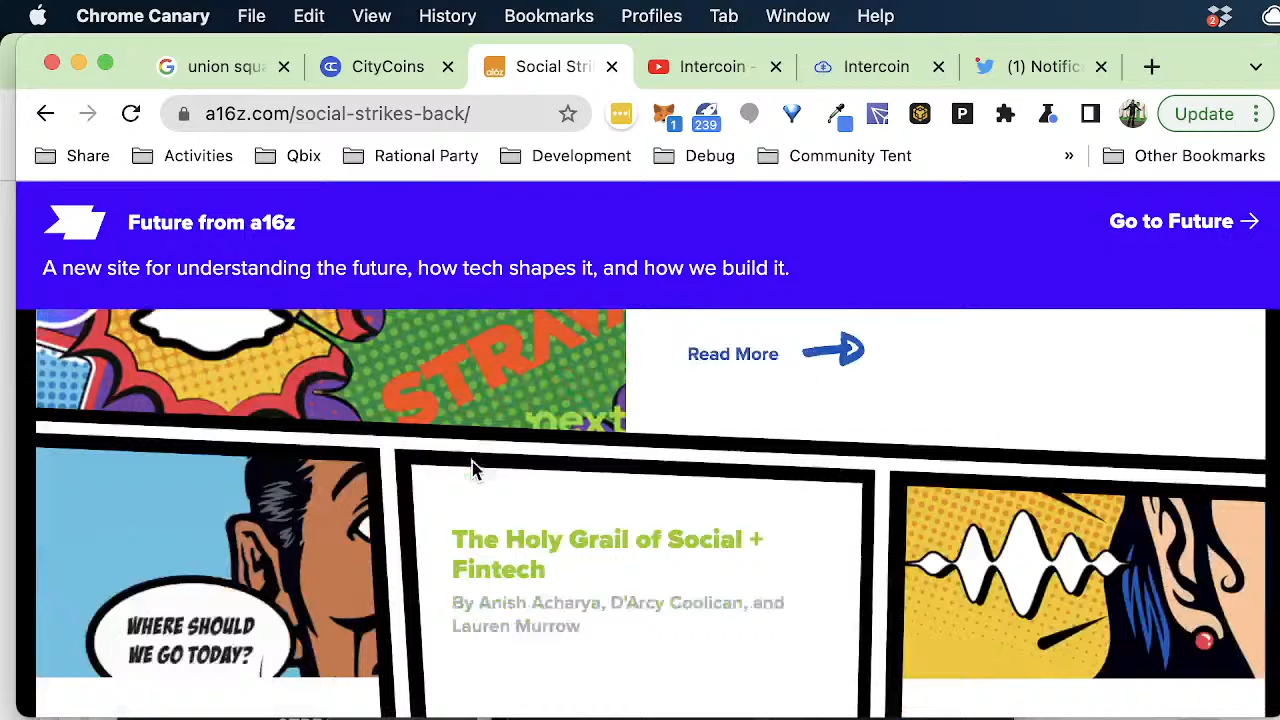 Chrome Canary File Edit View History Bookmarks Profiles Tab Window Help 2
union squa CityCoins a16z Social Stri Intercoin - Intercoin (1) Notific
a16z.com/social-strikes-back/ 1 239 P Update
Share Activities Qbix Rational Party Development Debug Community Tent » Other Bookmarks
Future from a16z
Go to Future →
A new site for understanding the future, how tech shapes it, and how we build it.
STRAVA
next
Read More
WHERE SHOULD
WE GO TODAY?
The Holy Grail of Social +
Fintech
By Anish Acharya, D'Arcy Coolican, and
Lauren Murrow